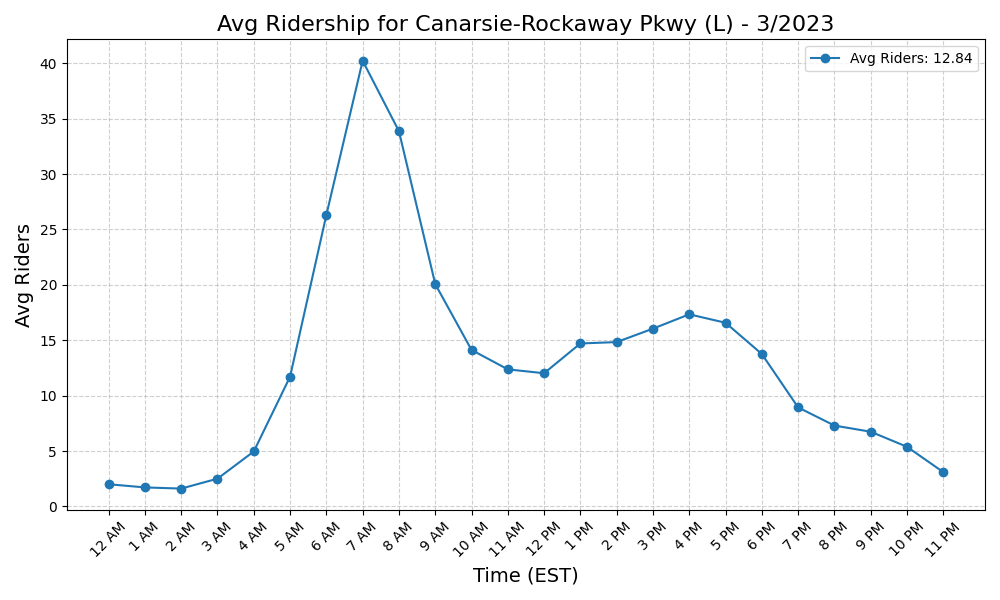 Avg Ridership for Canarsie-Rockaway Pkwy (L) - 3/2023
Avg Riders: 12.84
Avg Riders
40
35
30
25
20
15
10
5
0
12 AM
1 AM
2 AM
3 AM
4 AM
5 AM
6 AM
7 AM
8 AM
9 AM
10 AM
11 AM
12 PM
1 PM
2 PM
3 PM
4 PM
5 PM
6 PM
7 PM
8 PM
9 PM
10 PM
11 PM
Time (EST)